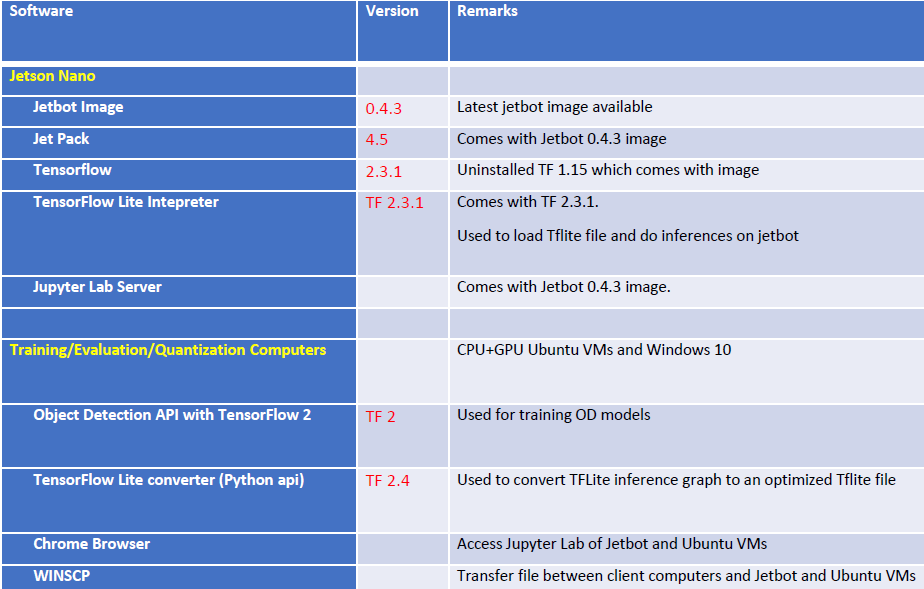 Software Version Remarks
Jetson Nano
Jetbot Image 0.4.3 Latest jetbot image available
Jet Pack 4.5 Comes with Jetbot 0.4.3 image
Tensorflow 2.3.1 Uninstalled TF 1.15 which comes with image
TensorFlow Lite Intepreter TF 2.3.1 Comes with TF 2.3.1.
Used to load Tflite file and do inferences on jetbot
Jupyter Lab Server Comes with Jetbot 0.4.3 image.
Training/Evaluation/Quantization Computers CPU+GPU Ubuntu VMs and Windows 10
Object Detection API with TensorFlow 2 TF 2 Used for training OD models
TensorFlow Lite converter (Python api) TF 2.4 Used to convert TFLite inference graph to an optimized Tflite file
Chrome Browser Access Jupyter Lab of Jetbot and Ubuntu VMs
WINSCP Transfer file between client computers and Jetbot and Ubuntu VMs